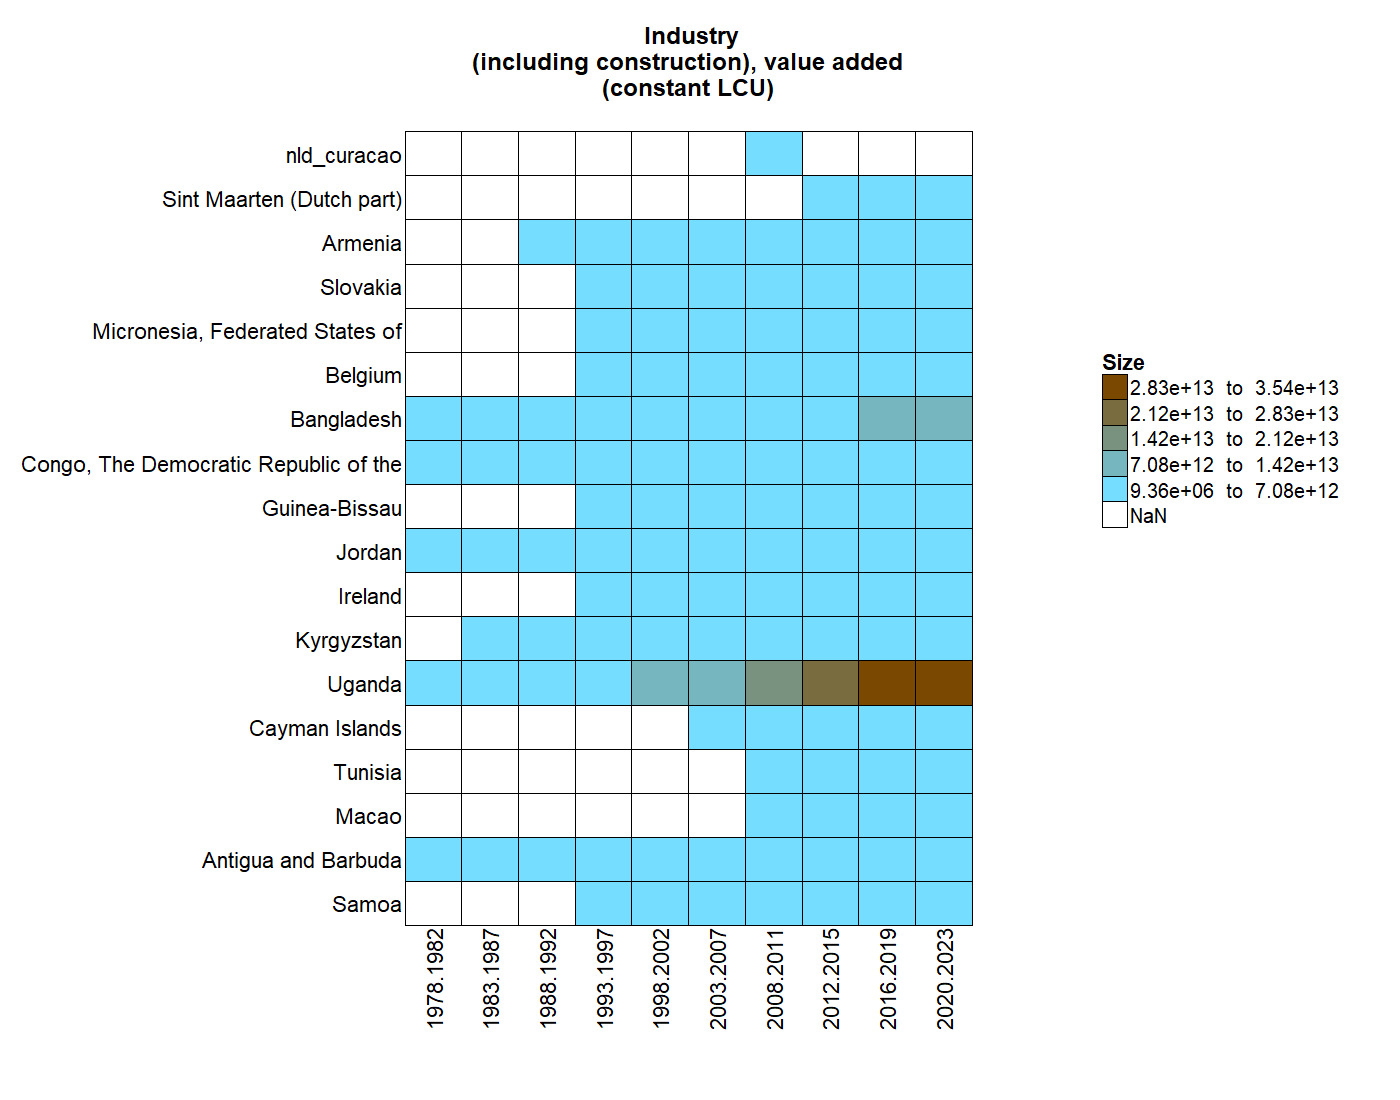 Industry
(including construction), value added
(constant LCU)
nld_curacao
Sint Maarten (Dutch part)
Armenia
Slovakia
Micronesia, Federated States of
Belgium
Bangladesh
Congo, The Democratic Republic of the
Guinea-Bissau
Jordan
Ireland
Kyrgyzstan
Uganda
Cayman Islands
Tunisia
Macao
Antigua and Barbuda
Samoa
1978.1982
1983.1987
1988.1992
1993.1997
1998.2002
2003.2007
2008.2011
2012.2015
2016.2019
2020.2023
Size
2.83e+13 to 3.54e+13
2.12e+13 to 2.83e+13
1.42e+13 to 2.12e+13
7.08e+12 to 1.42e+13
9.36e+06 to 7.08e+12
NaN